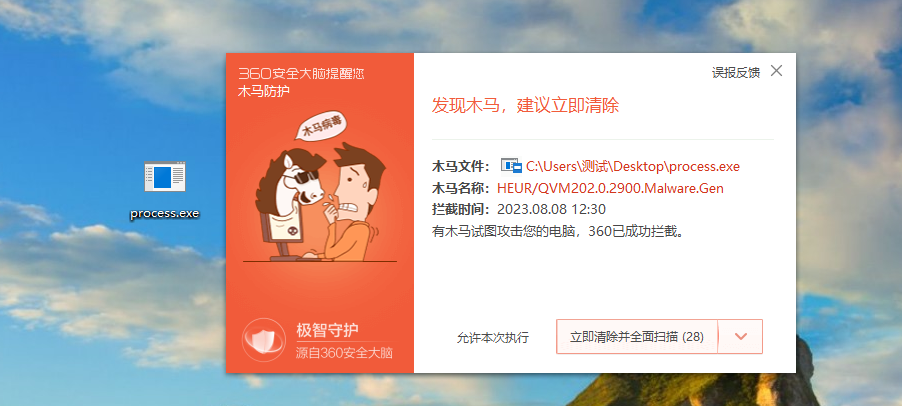 process.exe
360安全大脑提醒您
木马防护
木马病毒
极智守护
源自360安全大脑
误报反馈
发现木马，建议立即清除
木马文件： C:\Users\测试\Desktop\process.exe
木马名称： HEUR/QVM202.0.2900.Malware.Gen
拦截时间： 2023.08.08 12:30
有木马试图攻击您的电脑，360已成功拦截。
允许本次执行
立即清除并全面扫描 (28)